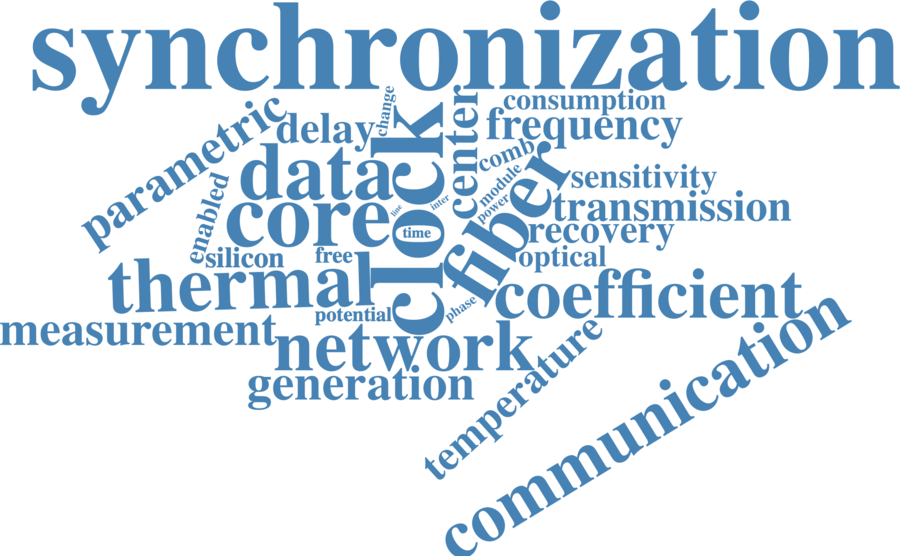 synchronization
consumption
change
parametric
delay
frequency
clock
center
comb
data
fiber
module
sensitivity
enabled
power
inter
line
core
time
transmission
recovery
silicon
free
optical
thermal
coefficient
phase
potential
measurement
network
temperature
generation
communication